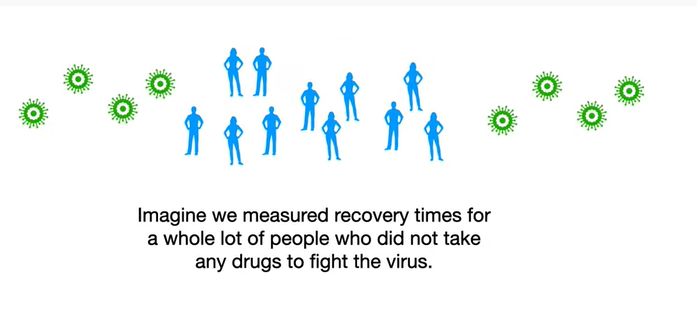 Imagine we measured recovery times for
a whole lot of people who did not take
any drugs to fight the virus.